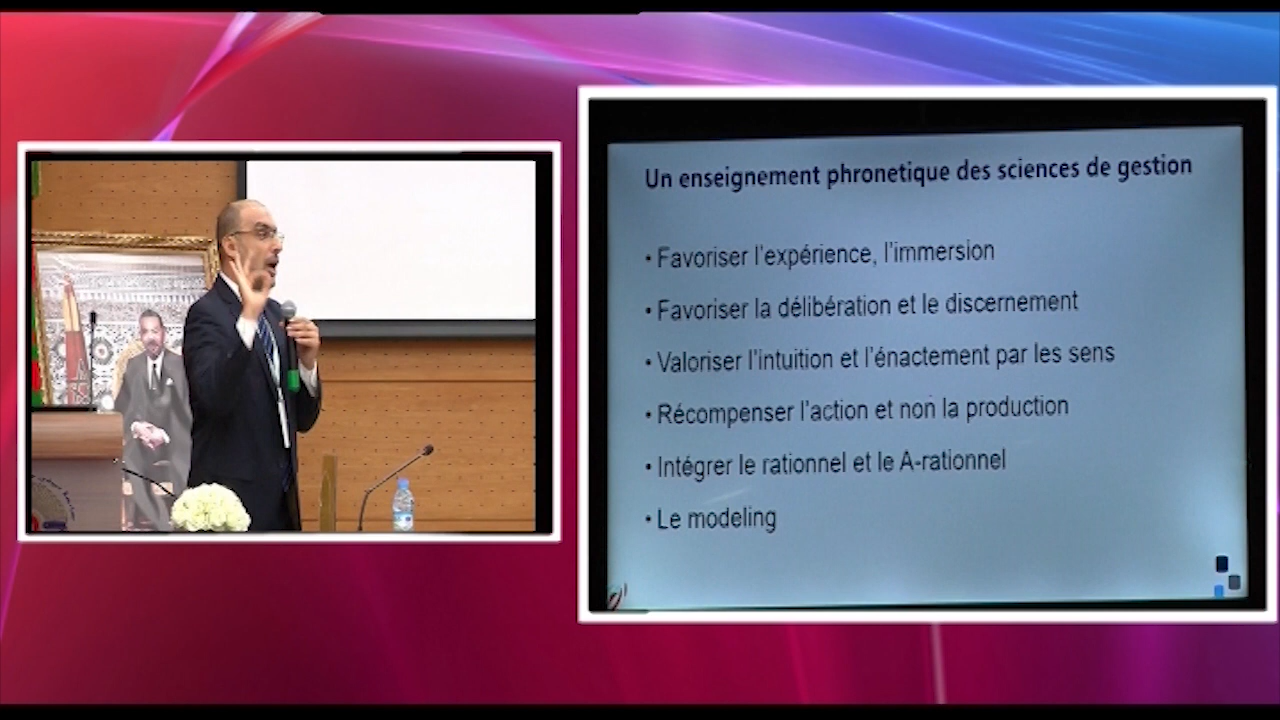 Un enseignement phronetique des sciences de gestion
• Favoriser l'expérience, l'immersion
• Favoriser la délibération et le discernement
• Valoriser l'intuition et l'énactement par les sens
• Récompenser l'action et non la production
• Intégrer le rationnel et le A-rationnel
• Le modeling